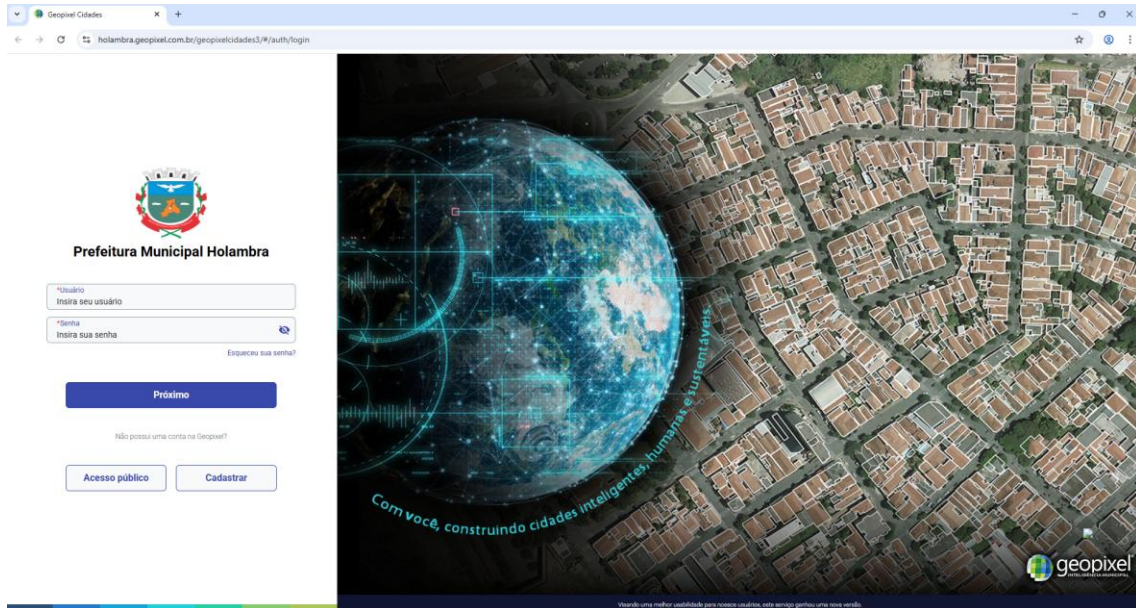 Geopixel Cidades
holambra.geopixel.com.br/geopixelcidades3/#/auth/login
Prefeitura Municipal Holambra
*Usuário
Insira seu usuário
*Senha
Insira sua senha
Esqueceu sua senha?
Próximo
Não possui uma conta na Geopixel?
Acesso público
Cadastrar
Com você, construindo cidades inteligentes, humanas e sustentáveis.
geopixel
INTELIGÊNCIA MUNICIPAL
Visando uma melhor usabilidade para nossos usuários, este serviço ganhou uma nova versão.